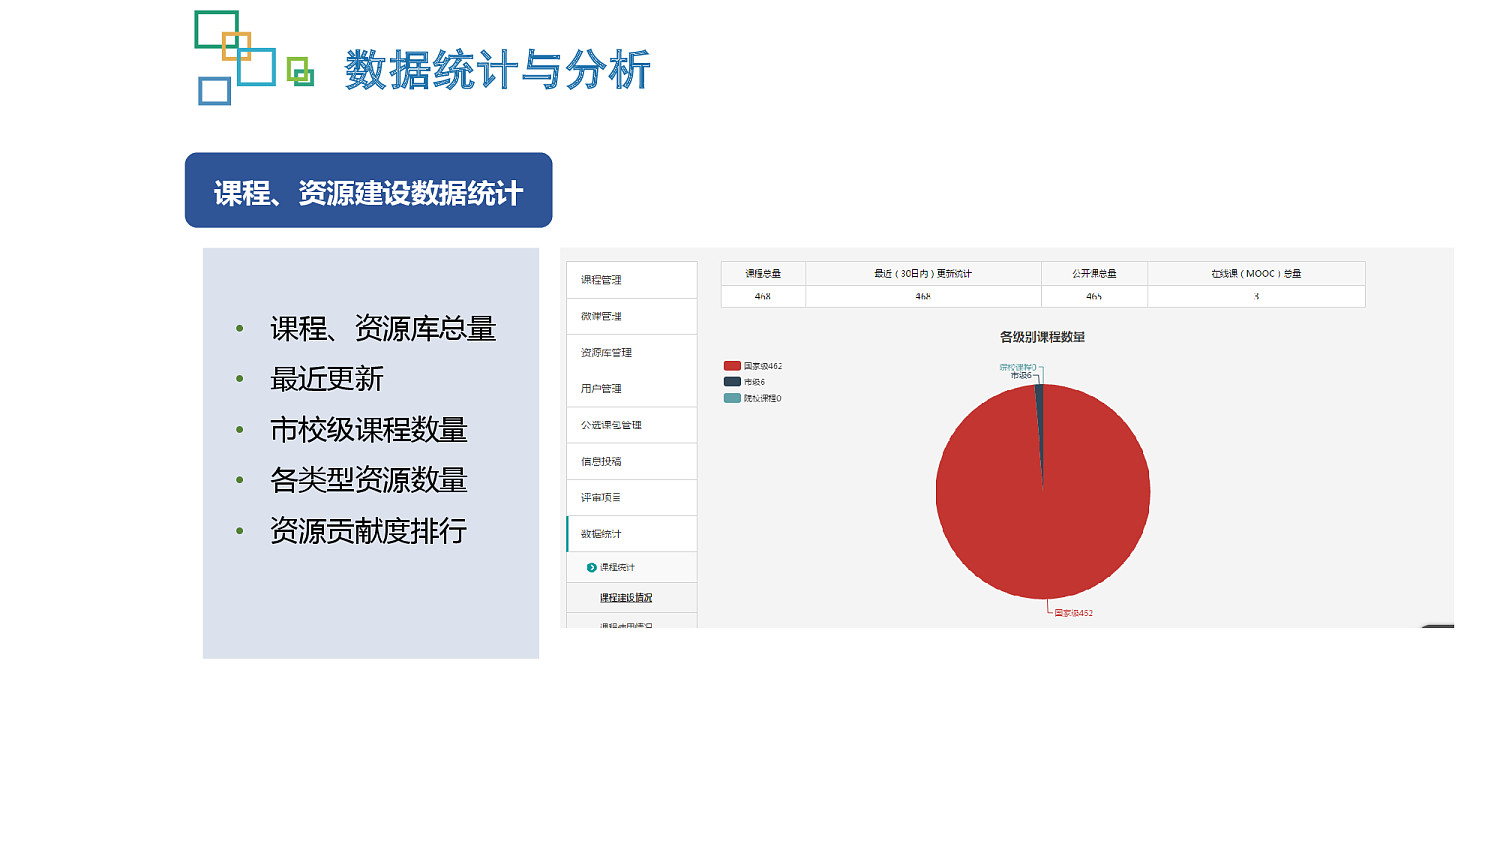 数据统计与分析
课程、资源建设数据统计
• 课程、资源库总量
• 最近更新
• 市校级课程数量
• 各类型资源数量
• 资源贡献度排行
课程管理
微课管理
资源库管理
用户管理
公选课包管理
信息投稿
评审项目
数据统计
课程统计
课程建设情况
课程使用情况
课程总量 最近（30日内）更新统计 公开课总量 在线课（MOOC）总量
468 468 465 3
各级别课程数量
国家级462
市级6
院校课程0
院校课程0
市级6
国家级462